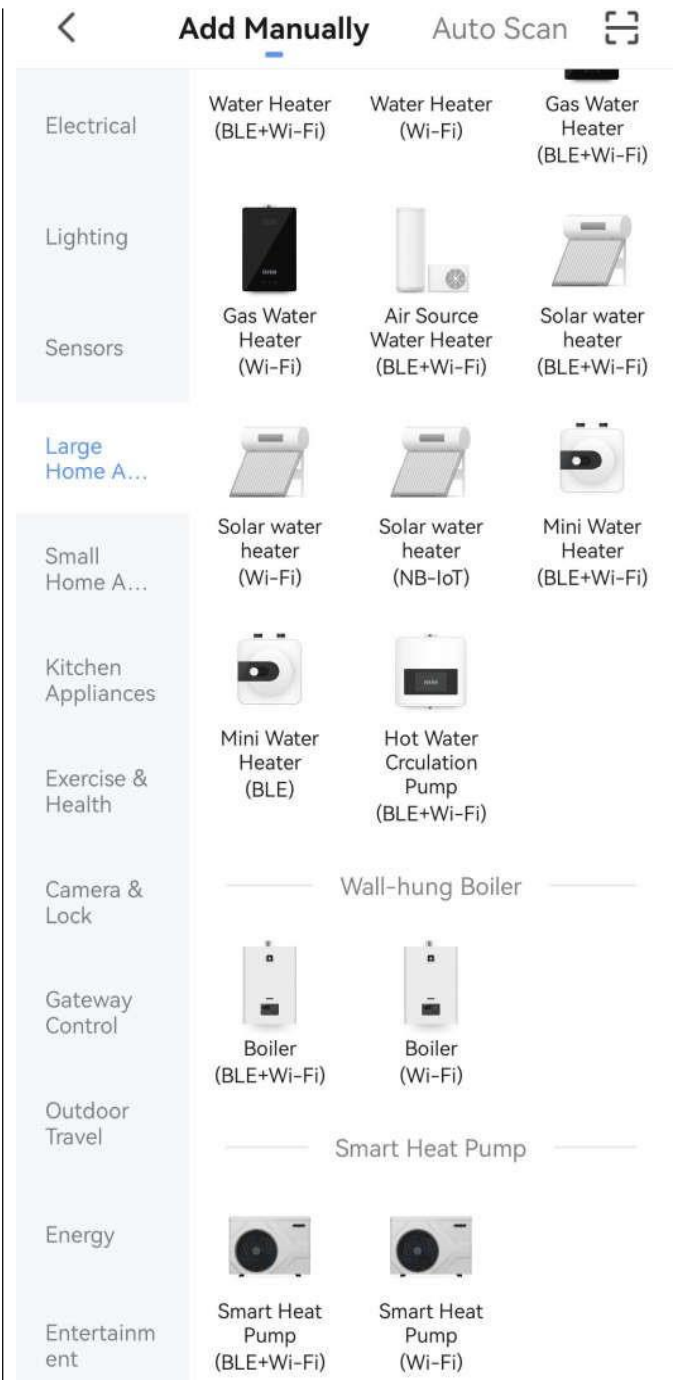 Add Manually
Auto Scan
Electrical
Lighting
Sensors
Large
Home A...
Small
Home A...
Kitchen
Appliances
Exercise &
Health
Camera &
Lock
Gateway
Control
Outdoor
Travel
Energy
Entertainm
ent
Water Heater
(BLE+Wi-Fi)
Water Heater
(Wi-Fi)
Gas Water
Heater
(BLE+Wi-Fi)
Gas Water
Heater
(Wi-Fi)
Air Source
Water Heater
(BLE+Wi-Fi)
Solar water
heater
(BLE+Wi-Fi)
Solar water
heater
(Wi-Fi)
Solar water
heater
(NB-IoT)
Mini Water
Heater
(BLE+Wi-Fi)
Mini Water
Heater
(BLE)
Hot Water
Crculation
Pump
(BLE+Wi-Fi)
Wall-hung Boiler
Boiler
(BLE+Wi-Fi)
Boiler
(Wi-Fi)
Smart Heat Pump
Smart Heat
Pump
(BLE+Wi-Fi)
Smart Heat
Pump
(Wi-Fi)